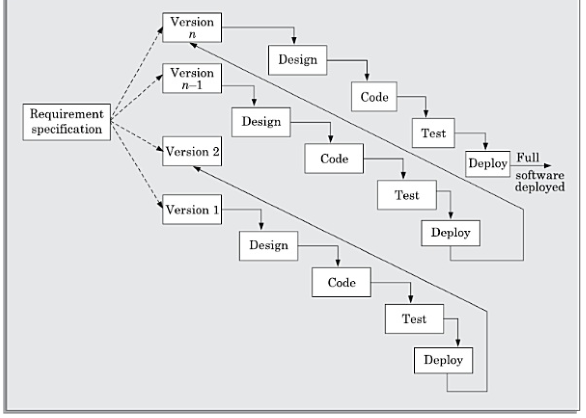 Version
n
Design
Code
Test
Deploy
Full
software
deployed
Version
n–1
Design
Code
Test
Deploy
Requirement
specification
Version 2
Version 1
Design
Code
Test
Deploy